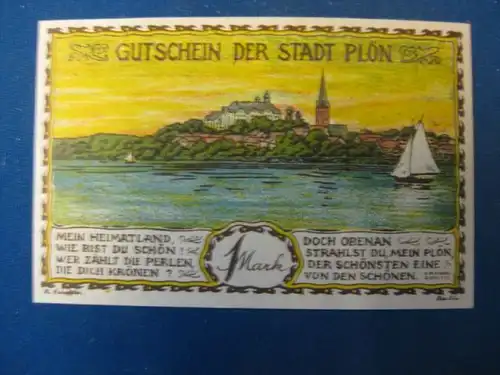 GUTSCHEIN DER STADT PLÖN
MEIN HEIMATLAND,
WIE BIST DU SCHÖN!
WER ZÄHLT DIE PERLEN,
DIE DICH KRÖNEN?
1 Mark
DOCH OBENAN
STRAHLST DU, MEIN PLÖN,
DER SCHÖNSTEN EINE
VON DEN SCHÖNEN.